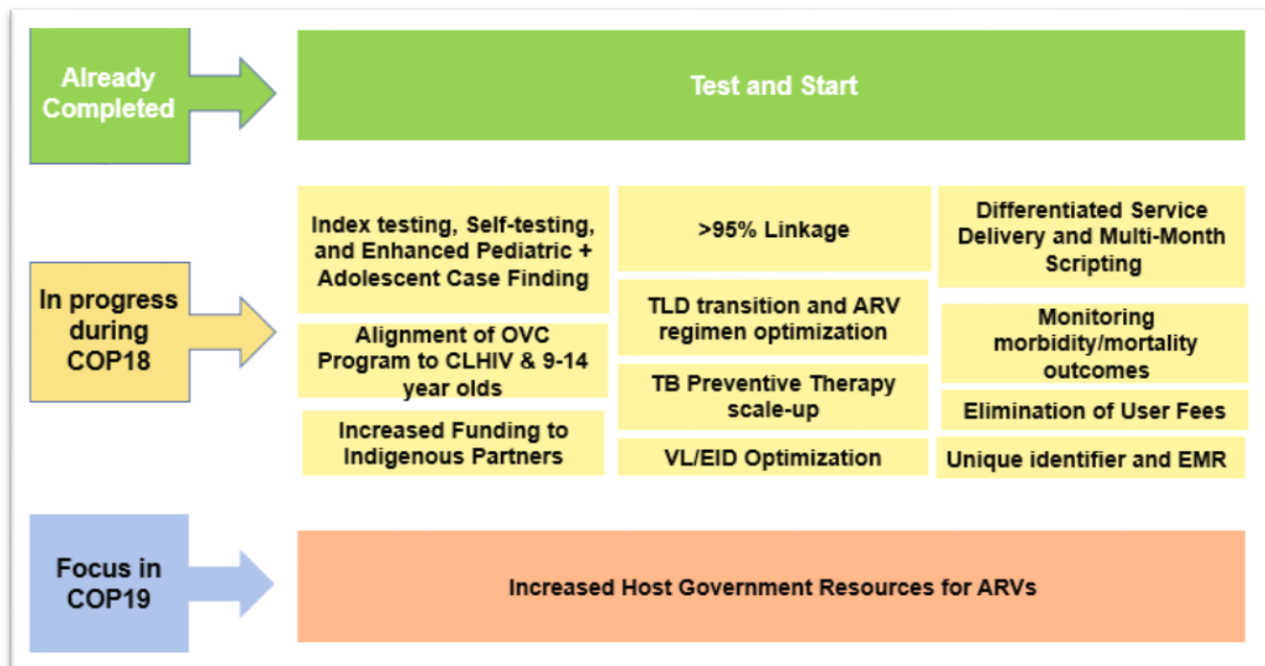 Already
Completed
Test and Start
In progress
during
COP18
Index testing, Self-testing,
and Enhanced Pediatric +
Adolescent Case Finding
Alignment of OVC
Program to CLHIV & 9-14
year olds
Increased Funding to
Indigenous Partners
>95% Linkage
TLD transition and ARV
regimen optimization
TB Preventive Therapy
scale-up
VL/EID Optimization
Differentiated Service
Delivery and Multi-Month
Scripting
Monitoring
morbidity/mortality
outcomes
Elimination of User Fees
Unique identifier and EMR
Focus in
COP19
Increased Host Government Resources for ARVs